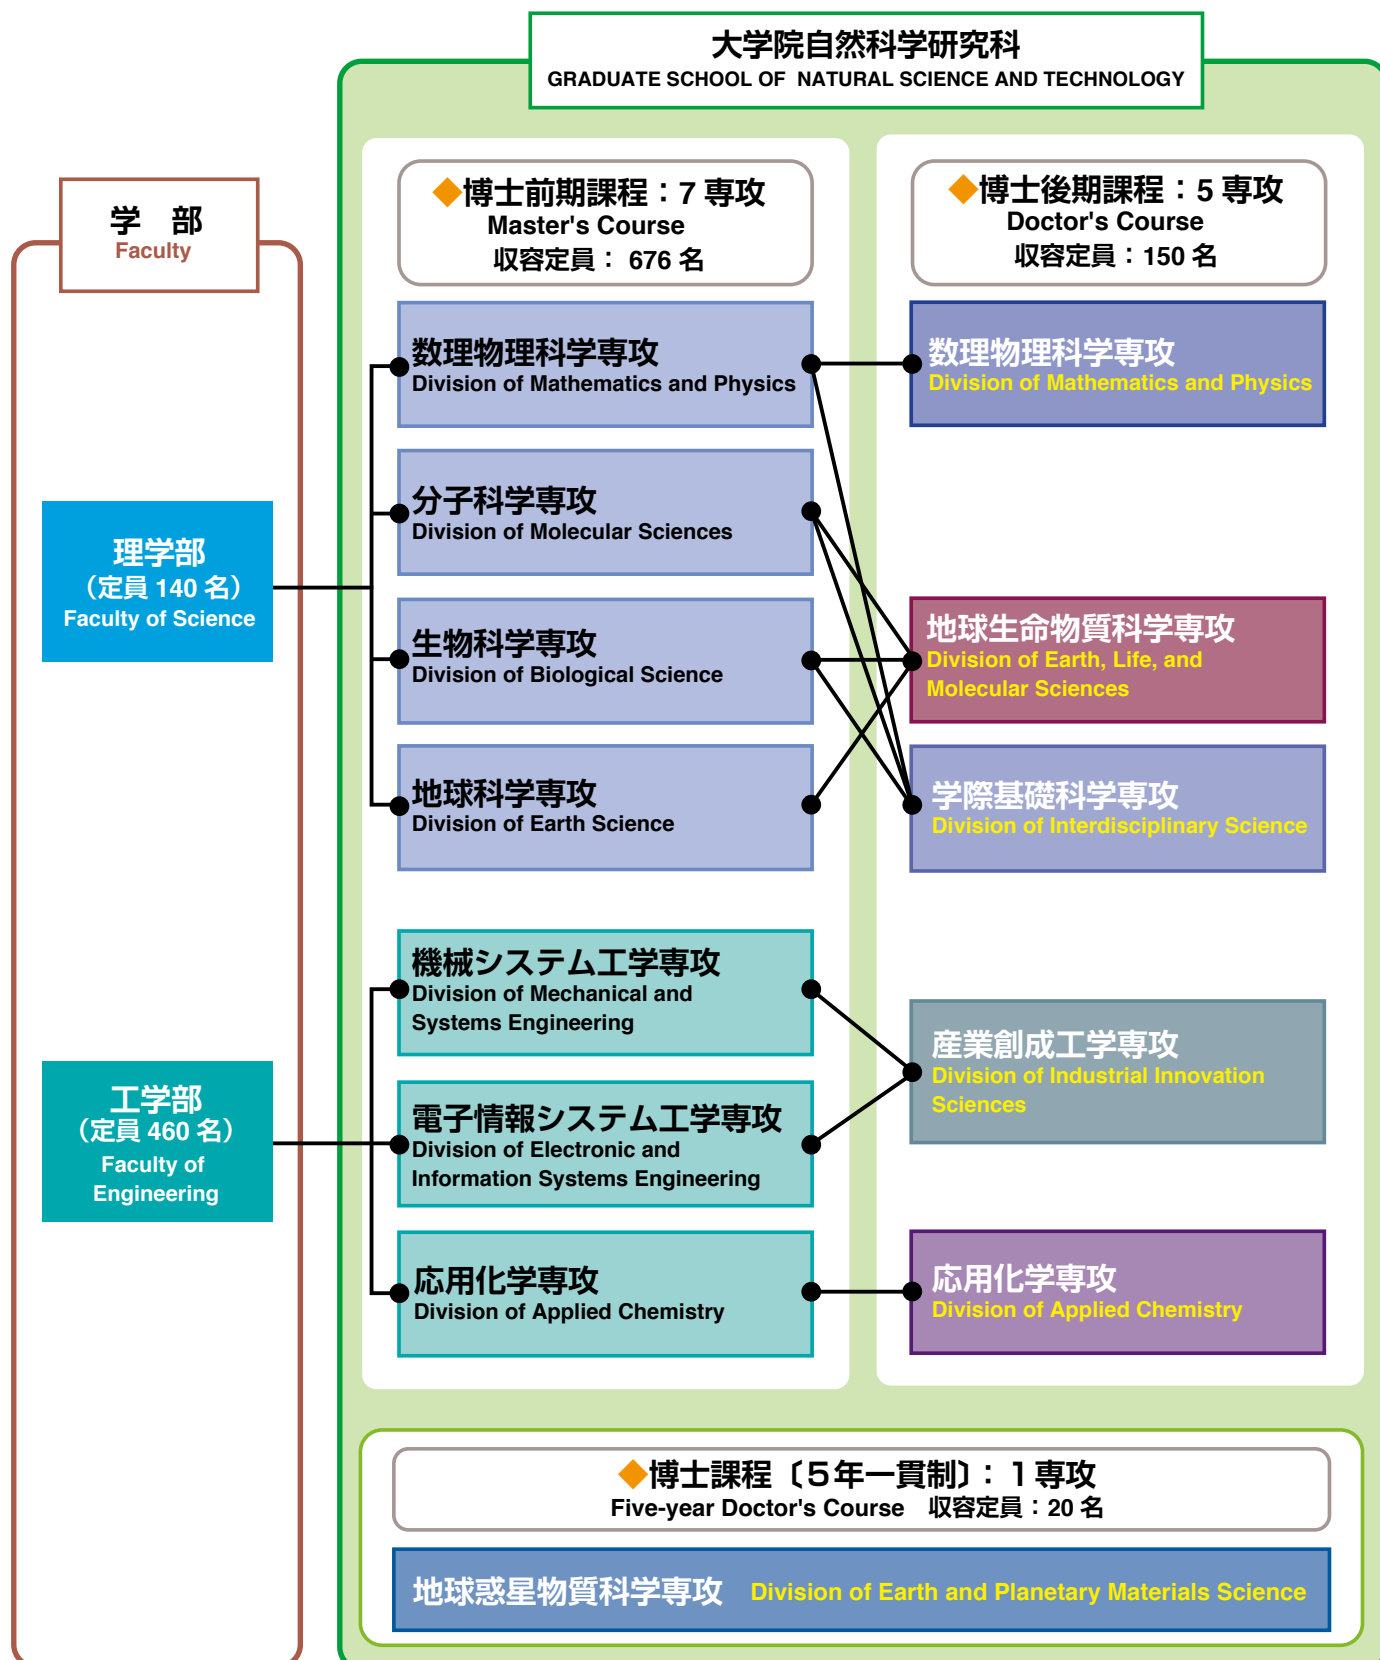 大学院自然科学研究科
GRADUATE SCHOOL OF NATURAL SCIENCE AND TECHNOLOGY
学 部
Faculty
理学部
（定員 140 名）
Faculty of Science
工学部
（定員 460 名）
Faculty of
Engineering
◆博士前期課程：7 専攻
Master's Course
収容定員： 676 名
数理物理科学専攻
Division of Mathematics and Physics
分子科学専攻
Division of Molecular Sciences
生物科学専攻
Division of Biological Science
地球科学専攻
Division of Earth Science
機械システム工学専攻
Division of Mechanical and
Systems Engineering
電子情報システム工学専攻
Division of Electronic and
Information Systems Engineering
応用化学専攻
Division of Applied Chemistry
◆博士後期課程：5 専攻
Doctor's Course
収容定員：150 名
数理物理科学専攻
Division of Mathematics and Physics
地球生命物質科学専攻
Division of Earth, Life, and
Molecular Sciences
学際基礎科学専攻
Division of Interdisciplinary Science
産業創成工学専攻
Division of Industrial Innovation
Sciences
応用化学専攻
Division of Applied Chemistry
◆博士課程〔５年一貫制〕：１専攻
Five-year Doctor's Course 収容定員：20 名
地球惑星物質科学専攻 Division of Earth and Planetary Materials Science